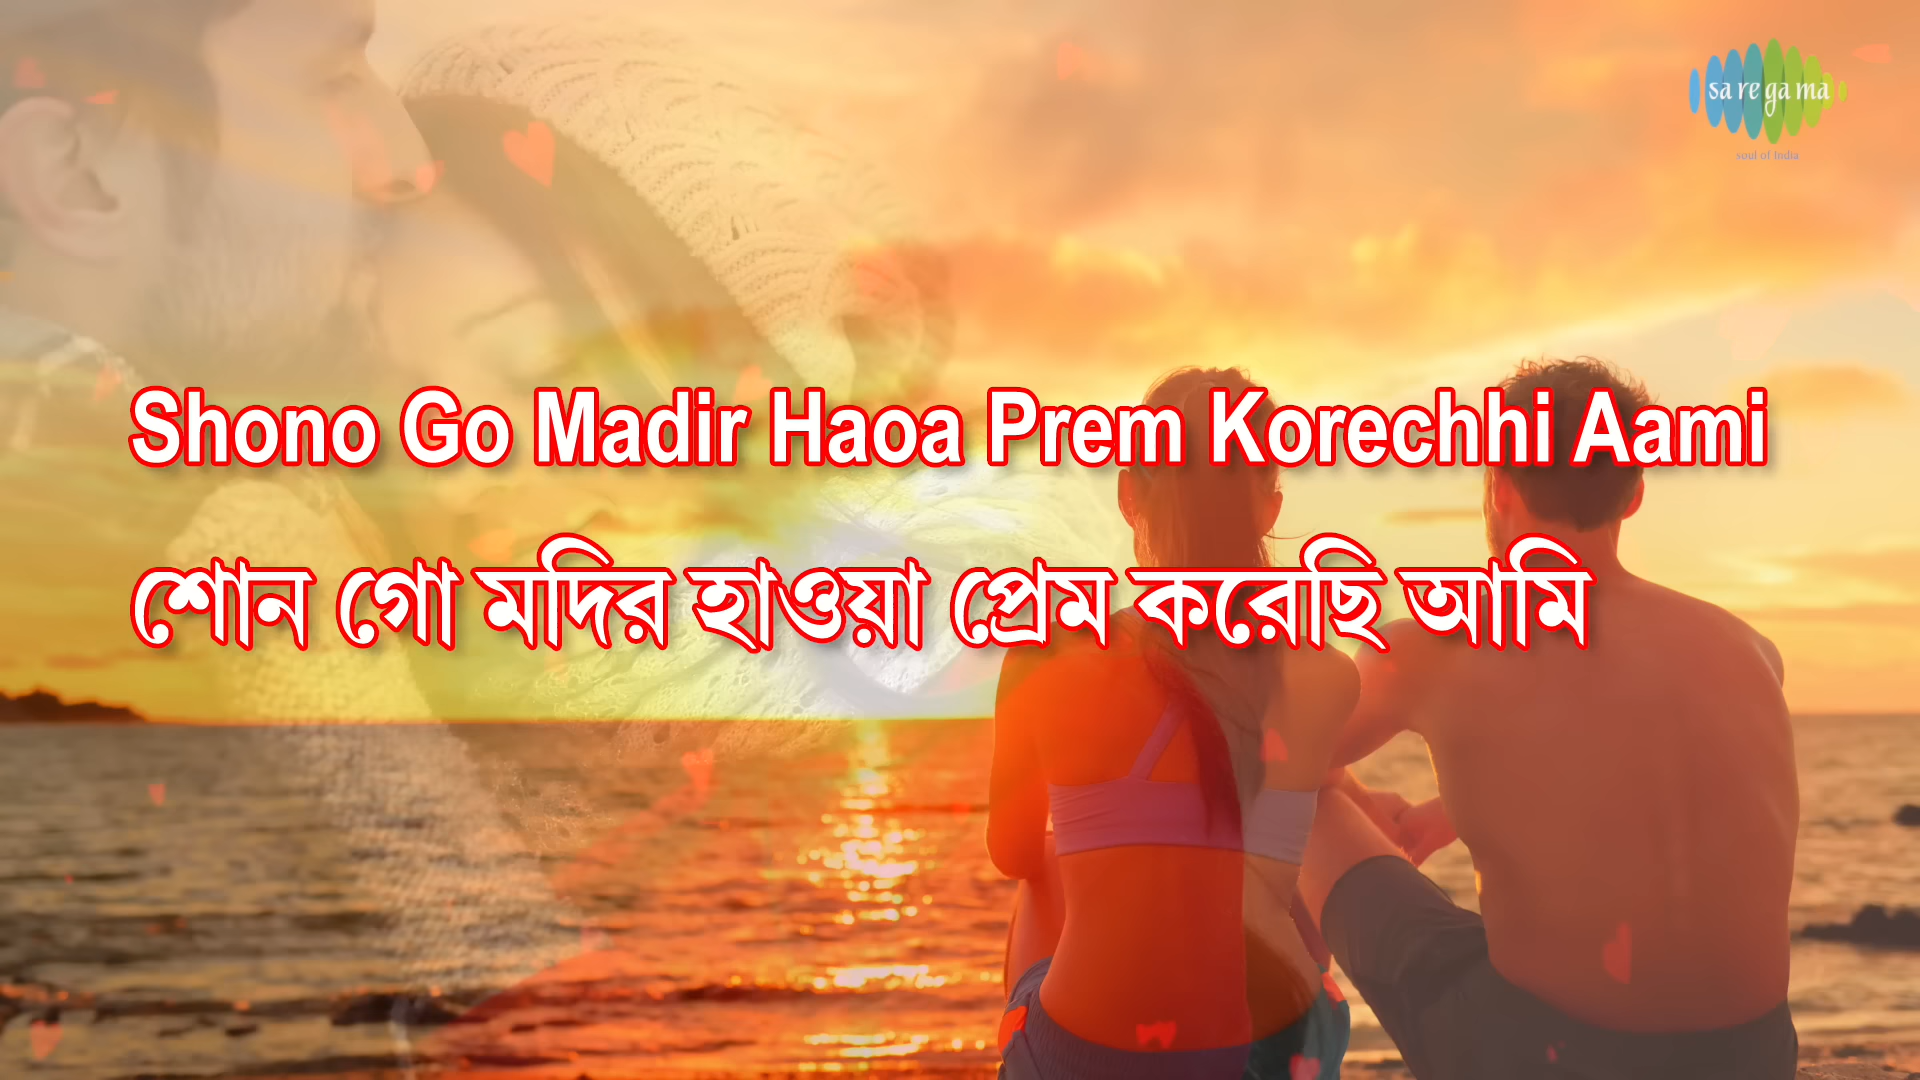 sa re ga ma
soul of India
Shono Go Madir Haoa Prem Korechhi Aami
শোন গো মদির হাওয়া প্রেম করেছি আমি